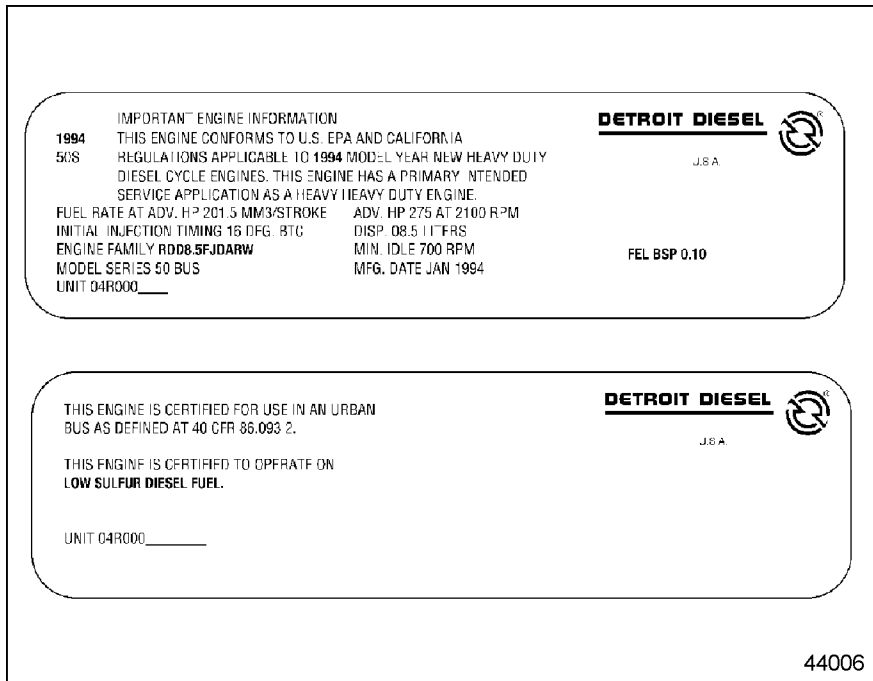 IMPORTANT ENGINE INFORMATION
1994 THIS ENGINE CONFORMS TO U.S. EPA AND CALIFORNIA
50S REGULATIONS APPLICABLE TO 1994 MODEL YEAR NEW HEAVY DUTY
DIESEL CYCLE ENGINES. THIS ENGINE HAS A PRIMARY INTENDED
SERVICE APPLICATION AS A HEAVY HEAVY DUTY ENGINE.
FUEL RATE AT ADV. HP 201.5 MM3/STROKE ADV. HP 275 AT 2100 RPM
INITIAL INJECTION TIMING 16 DEG. BTC DISP. 08.5 LITERS
ENGINE FAMILY RDD8.5FJDARW MIN. IDLE 700 RPM
MODEL SERIES 50 BUS MFG. DATE JAN 1994
UNIT 04R000____
DETROIT DIESEL
®
U.S.A.
FEL BSP 0.10
THIS ENGINE IS CERTIFIED FOR USE IN AN URBAN
BUS AS DEFINED AT 40 CFR 86.093 2.
THIS ENGINE IS CERTIFIED TO OPERATE ON
LOW SULFUR DIESEL FUEL.
UNIT 04R000________
DETROIT DIESEL
®
U.S.A.
44006